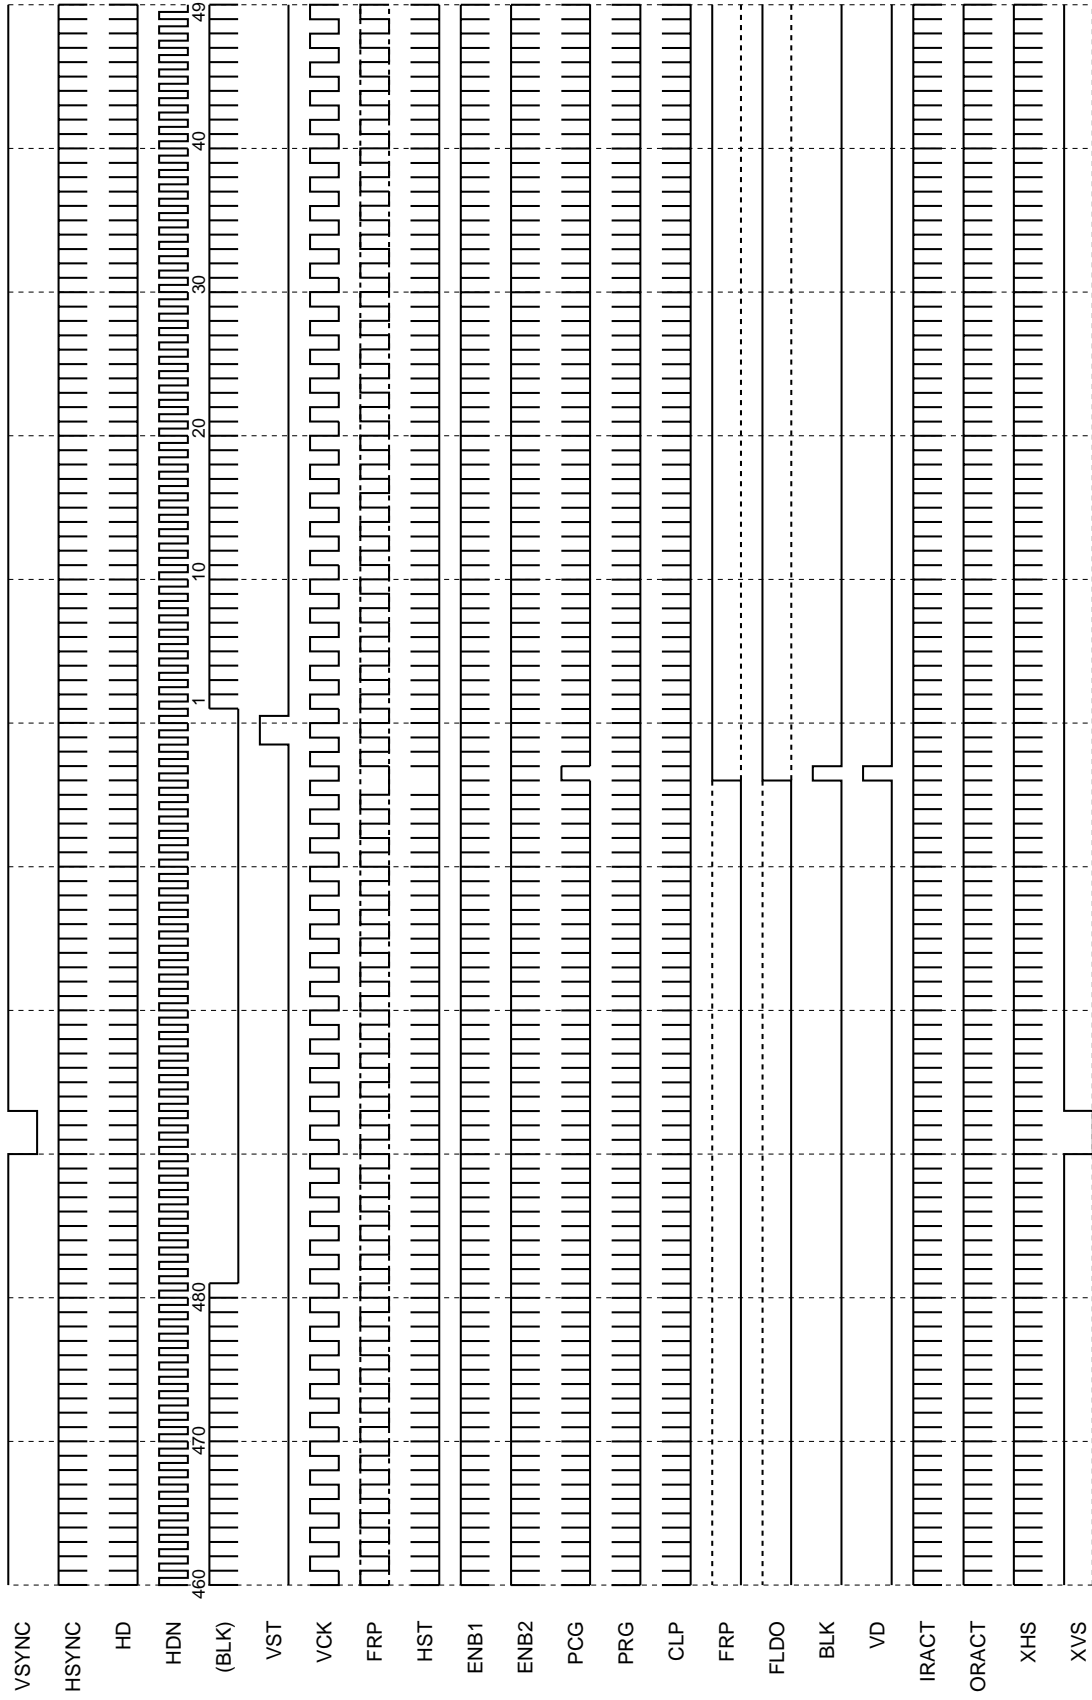 VSYNC
HSYNC
HD
HDN
(BLK)
460
470
480
1
10
20
30
40
49
VST
VCK
FRP
HST
ENB1
ENB2
PCG
PRG
CLP
FRP
FLDO
BLK
VD
IRACT
ORACT
XHS
XVS